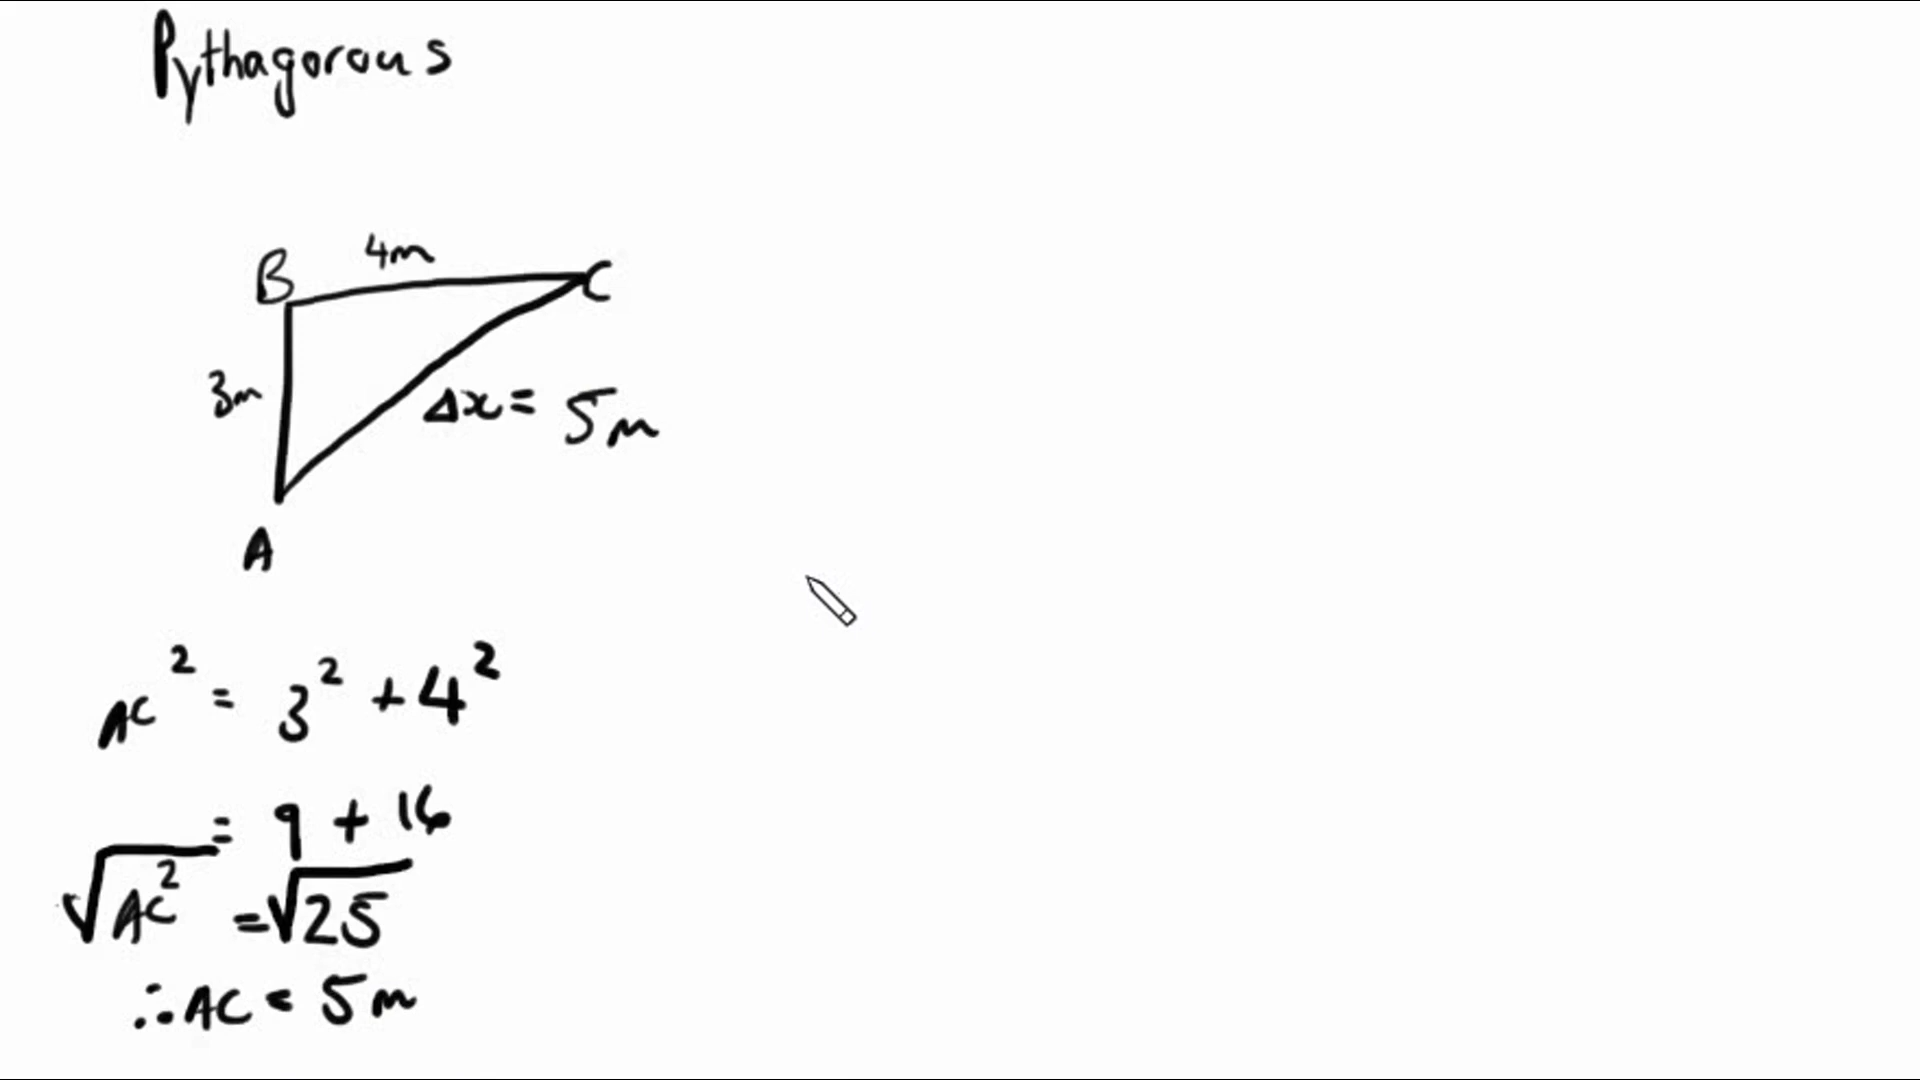 Pythagorous
B 4m C
3m
Δx = 5m
A
AC² = 3² + 4²
= 9 + 16
√AC² = √25
∴ AC = 5m